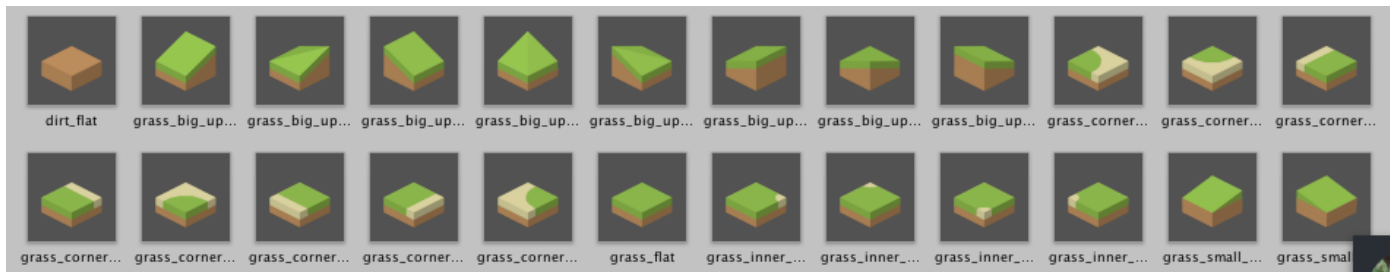 dirt_flat grass_big_up... grass_big_up... grass_big_up... grass_big_up... grass_big_up... grass_big_up... grass_big_up... grass_big_up... grass_corner... grass_corner... grass_corner...
grass_corner... grass_corner... grass_corner... grass_corner... grass_corner... grass_flat grass_inner_... grass_inner_... grass_inner_... grass_inner_... grass_small_... grass_smal